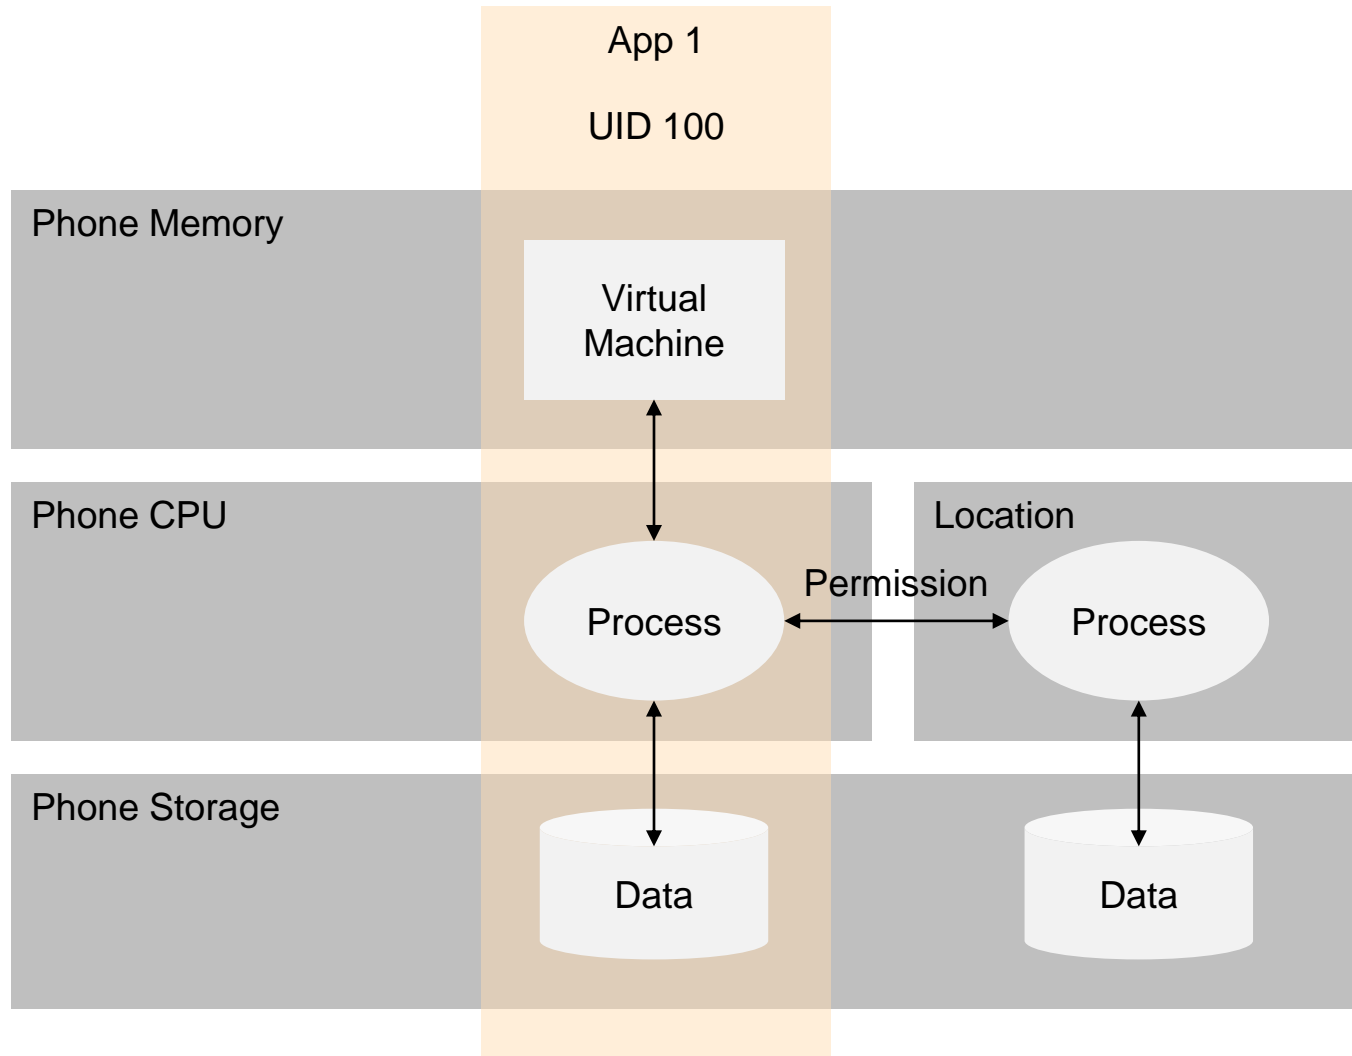 App 1
UID 100
Phone Memory
Virtual
Machine
Phone CPU
Location
Permission
Process
Process
Phone Storage
Data
Data